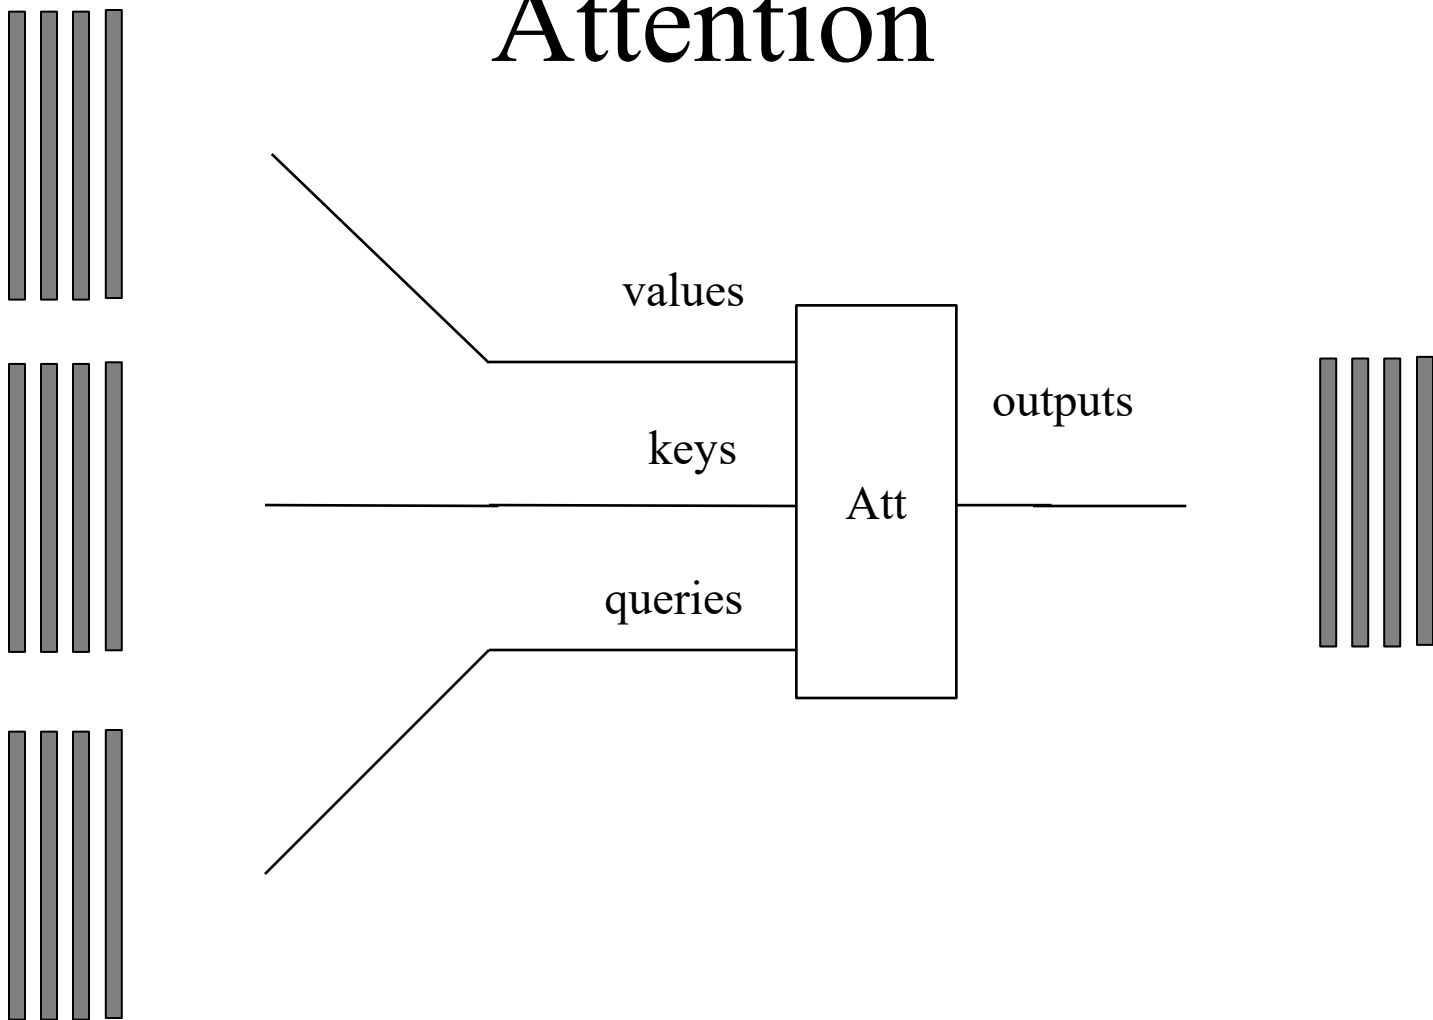 Attention
values
outputs
keys
Att
queries